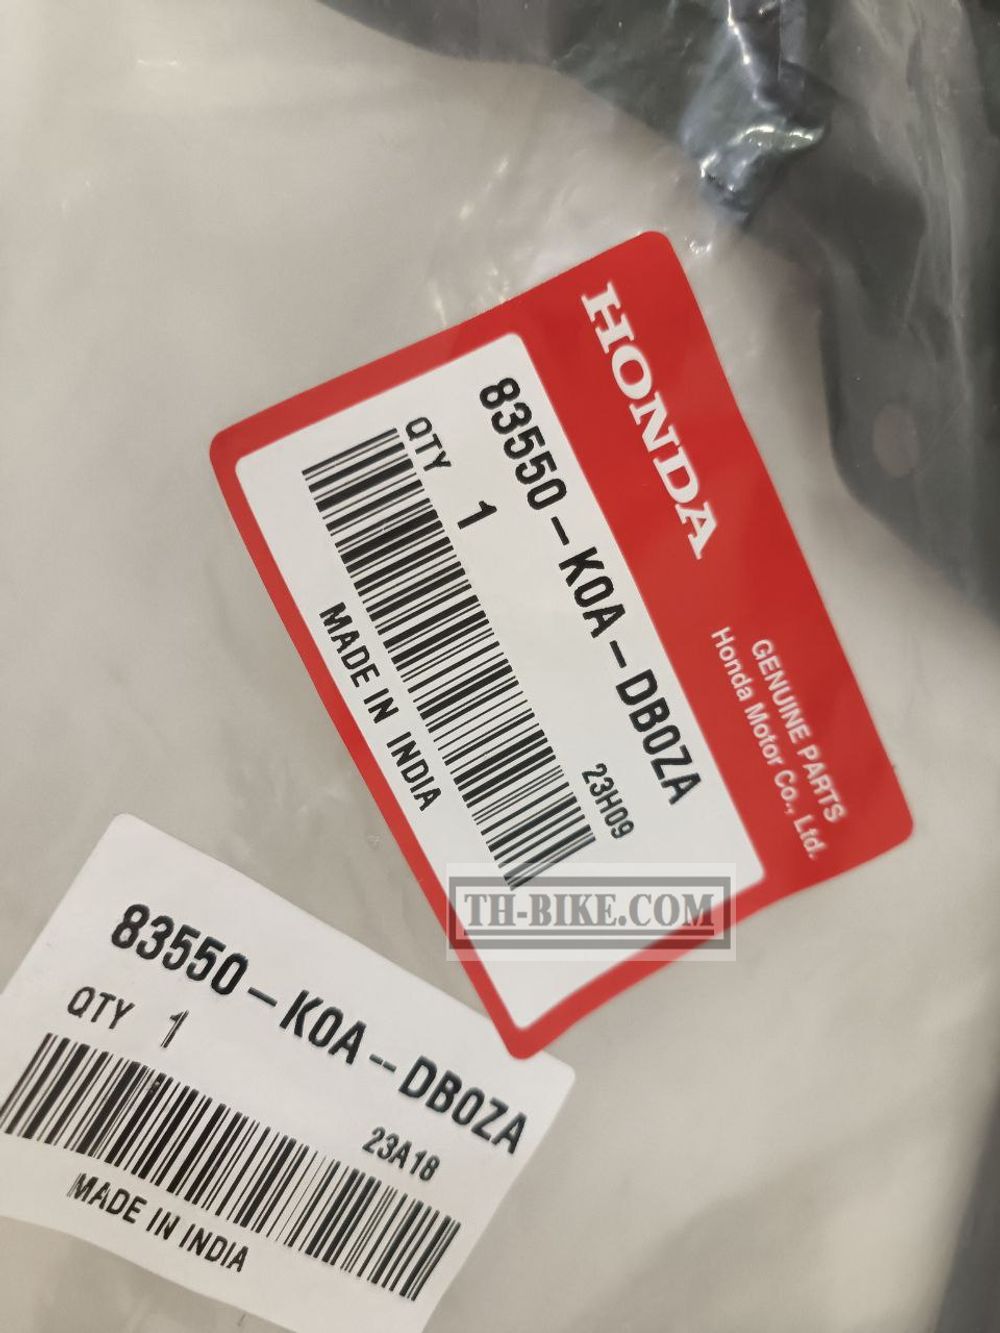 HONDA
GENUINE PARTS
Honda Motor Co., Ltd.
83550-K0A-DB0ZA
QTY 1
23H09
MADE IN INDIA
TH-BIKE.COM
83550-K0A--DB0ZA
QTY 1
23A18
MADE IN INDIA